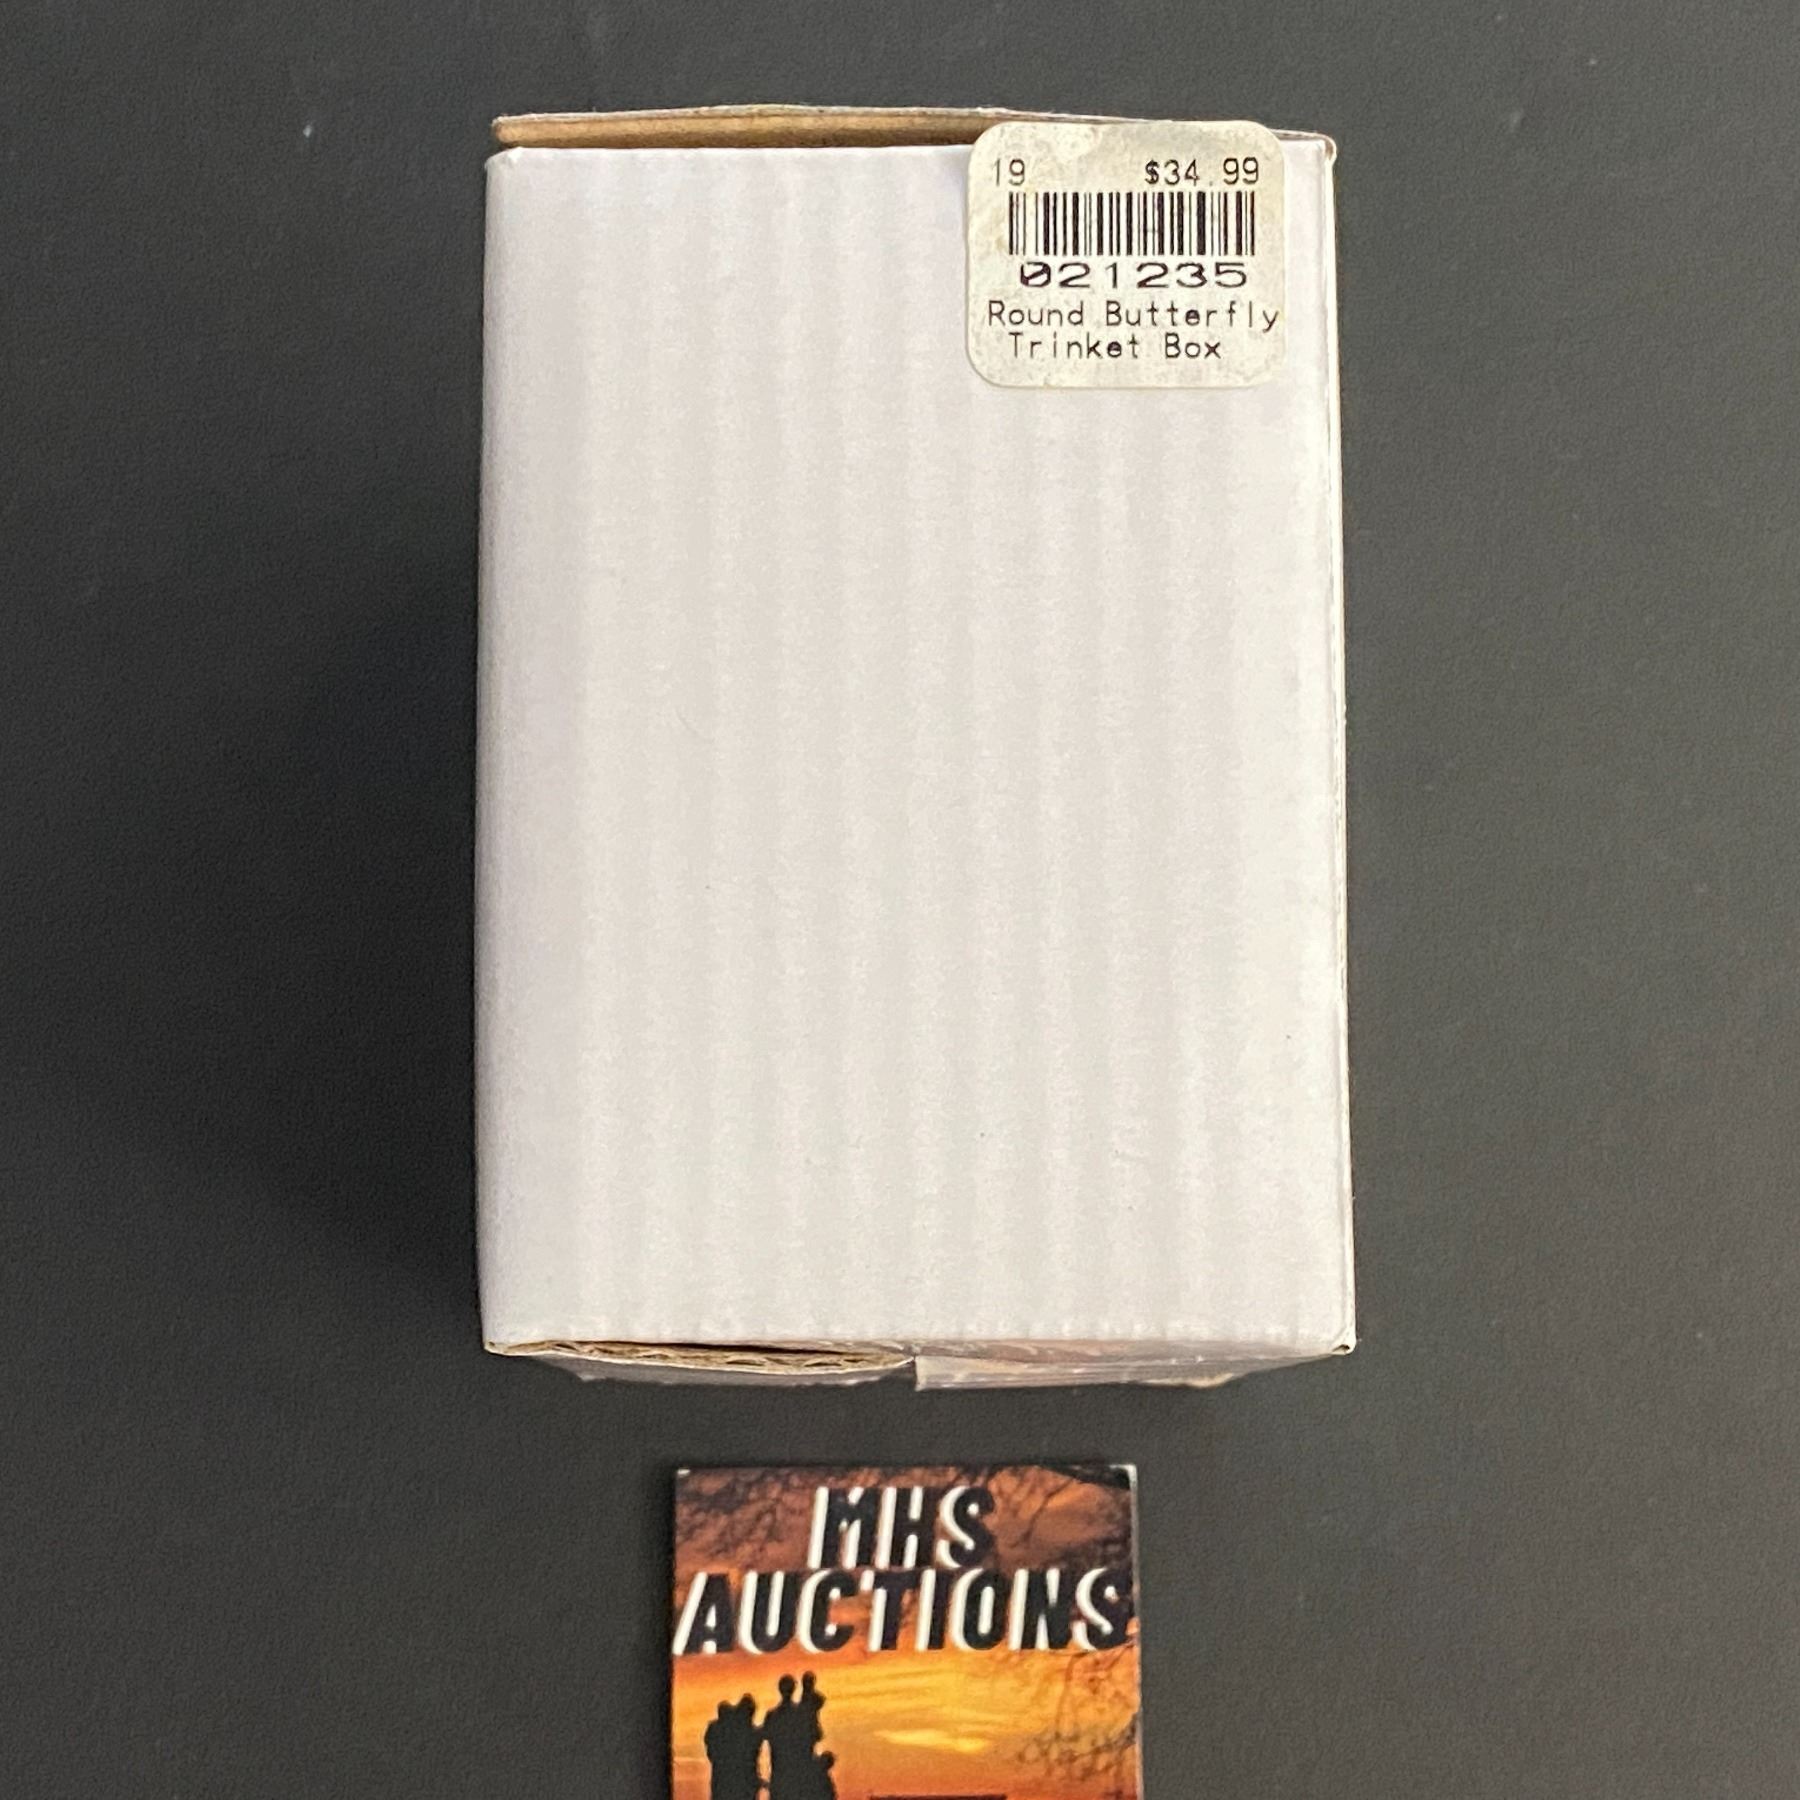 19 $34.99
021235
Round Butterfly
Trinket Box
MHS
AUCTIONS